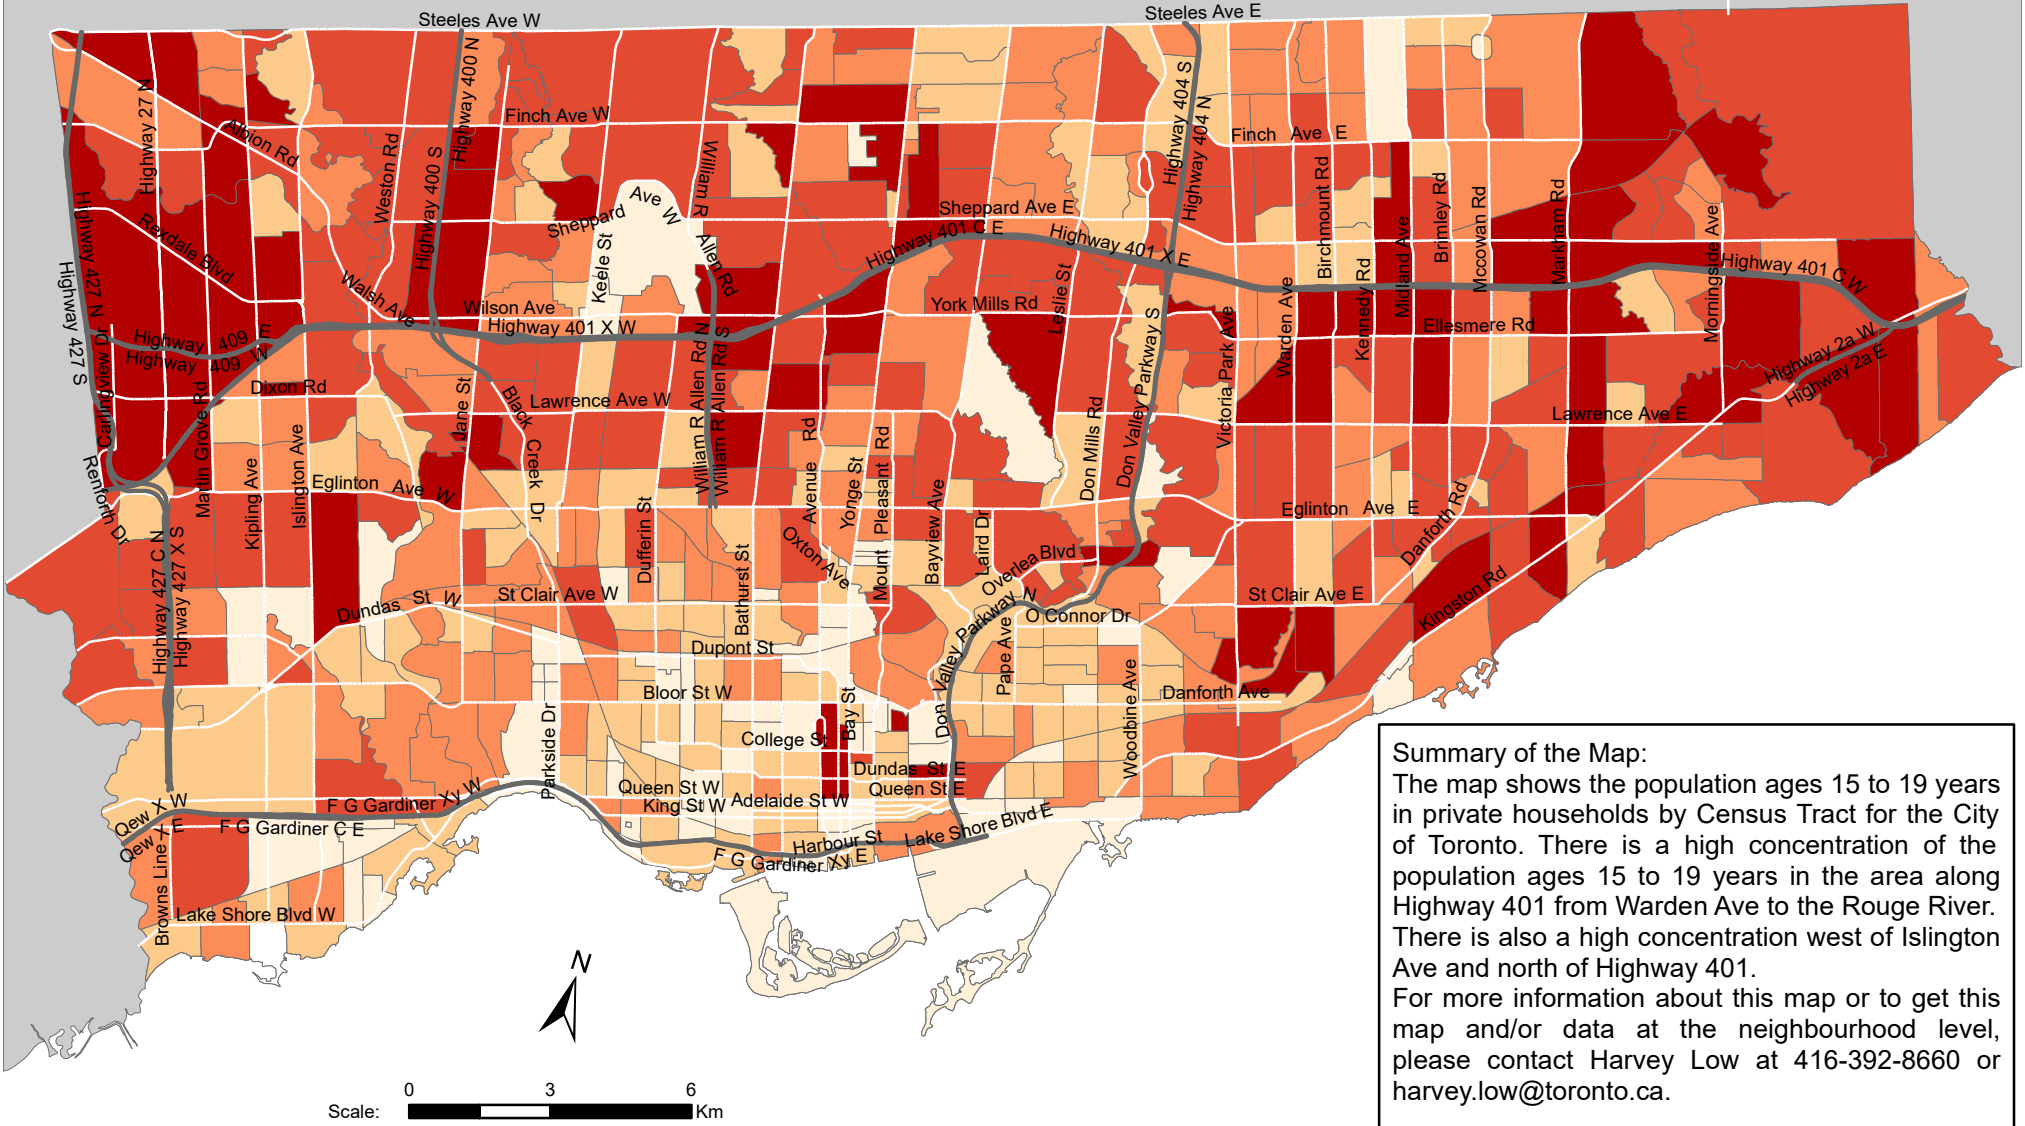 Steeles Ave W
Steeles Ave E
Highway 400 N
Highway 404 S
Highway 27 N
Finch Ave W
Highway 404 N
Albion Rd
Finch Ave E
Weston Rd
William R
Highway 400 S
Birchmount Rd
Brimley Rd
Mccowan Rd
Markham Rd
Sheppard Ave W
Sheppard Ave E
Midland Ave
Morningside Ave
Highway 427 N
Rexdale Blvd
Keele St
Allen Rd
Highway 401 C E
Highway 401 X E
Highway 401 C W
Highway 427 S
Walsh Ave
Wilson Ave
York Mills Rd
Leslie St
Kennedy Rd
Warden Ave
Highway 401 X W
Ellesmere Rd
Highway 409 E
Highway 409 W
Victoria Park Ave
Highway 2a W
Highway 2a E
Carlingview Dr
Dixon Rd
Martin Grove Rd
Jane St
Black Creek Dr
Lawrence Ave W
William R Allen Rd N
William R Allen Rd S
Don Valley Parkway S
Lawrence Ave E
Renforth Dr
Kipling Ave
Islington Ave
Eglinton Ave W
Avenue Rd
Yonge St
Mount Pleasant Rd
Don Mills Rd
Eglinton Ave E
Danforth Rd
Highway 427 C N
Highway 427 X S
Dufferin St
Bathurst St
Oxton Ave
Bayview Ave
Laird Dr
Overlea Blvd
Dundas St W
St Clair Ave W
St Clair Ave E
Kingston Rd
O Connor Dr
Don Valley Parkway N
Pape Ave
Dupont St
Bloor St W
Danforth Ave
Woodbine Ave
Parkside Dr
Bay St
College St
Dundas St E
Queen St W
Queen St E
King St W
Adelaide St W
Qew X W
Qew X E
F G Gardiner Xy W
F G Gardiner C E
Harbour St
Lake Shore Blvd E
F G Gardiner Xy E
Browns Line
Lake Shore Blvd W
N
Scale:
0 3 6
Km
Summary of the Map:
The map shows the population ages 15 to 19 years
in private households by Census Tract for the City
of Toronto. There is a high concentration of the
population ages 15 to 19 years in the area along
Highway 401 from Warden Ave to the Rouge River.
There is also a high concentration west of Islington
Ave and north of Highway 401.
For more information about this map or to get this
map and/or data at the neighbourhood level,
please contact Harvey Low at 416-392-8660 or
harvey.low@toronto.ca.